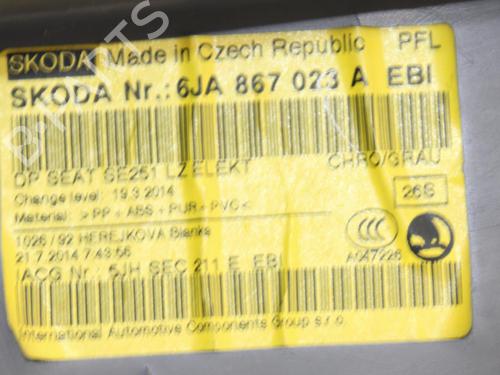 SKODA Made in Czech Republic PFL
SKODA Nr.: 6JA 867 023 A EBI
DP SEAT SE251 LZ ELEKT CHRO/GRAU
Change level: 19.3.2014
Material: >PP+ABS+PUR+PVC<
26S
1026 / 92 HEREJKOVA Blanka
21.7.2014 7:43:56
A047226
IACG Nr.: 5JH SEC 211 E EBI
International Automotive Components Group s.r.o.
B-PARTS